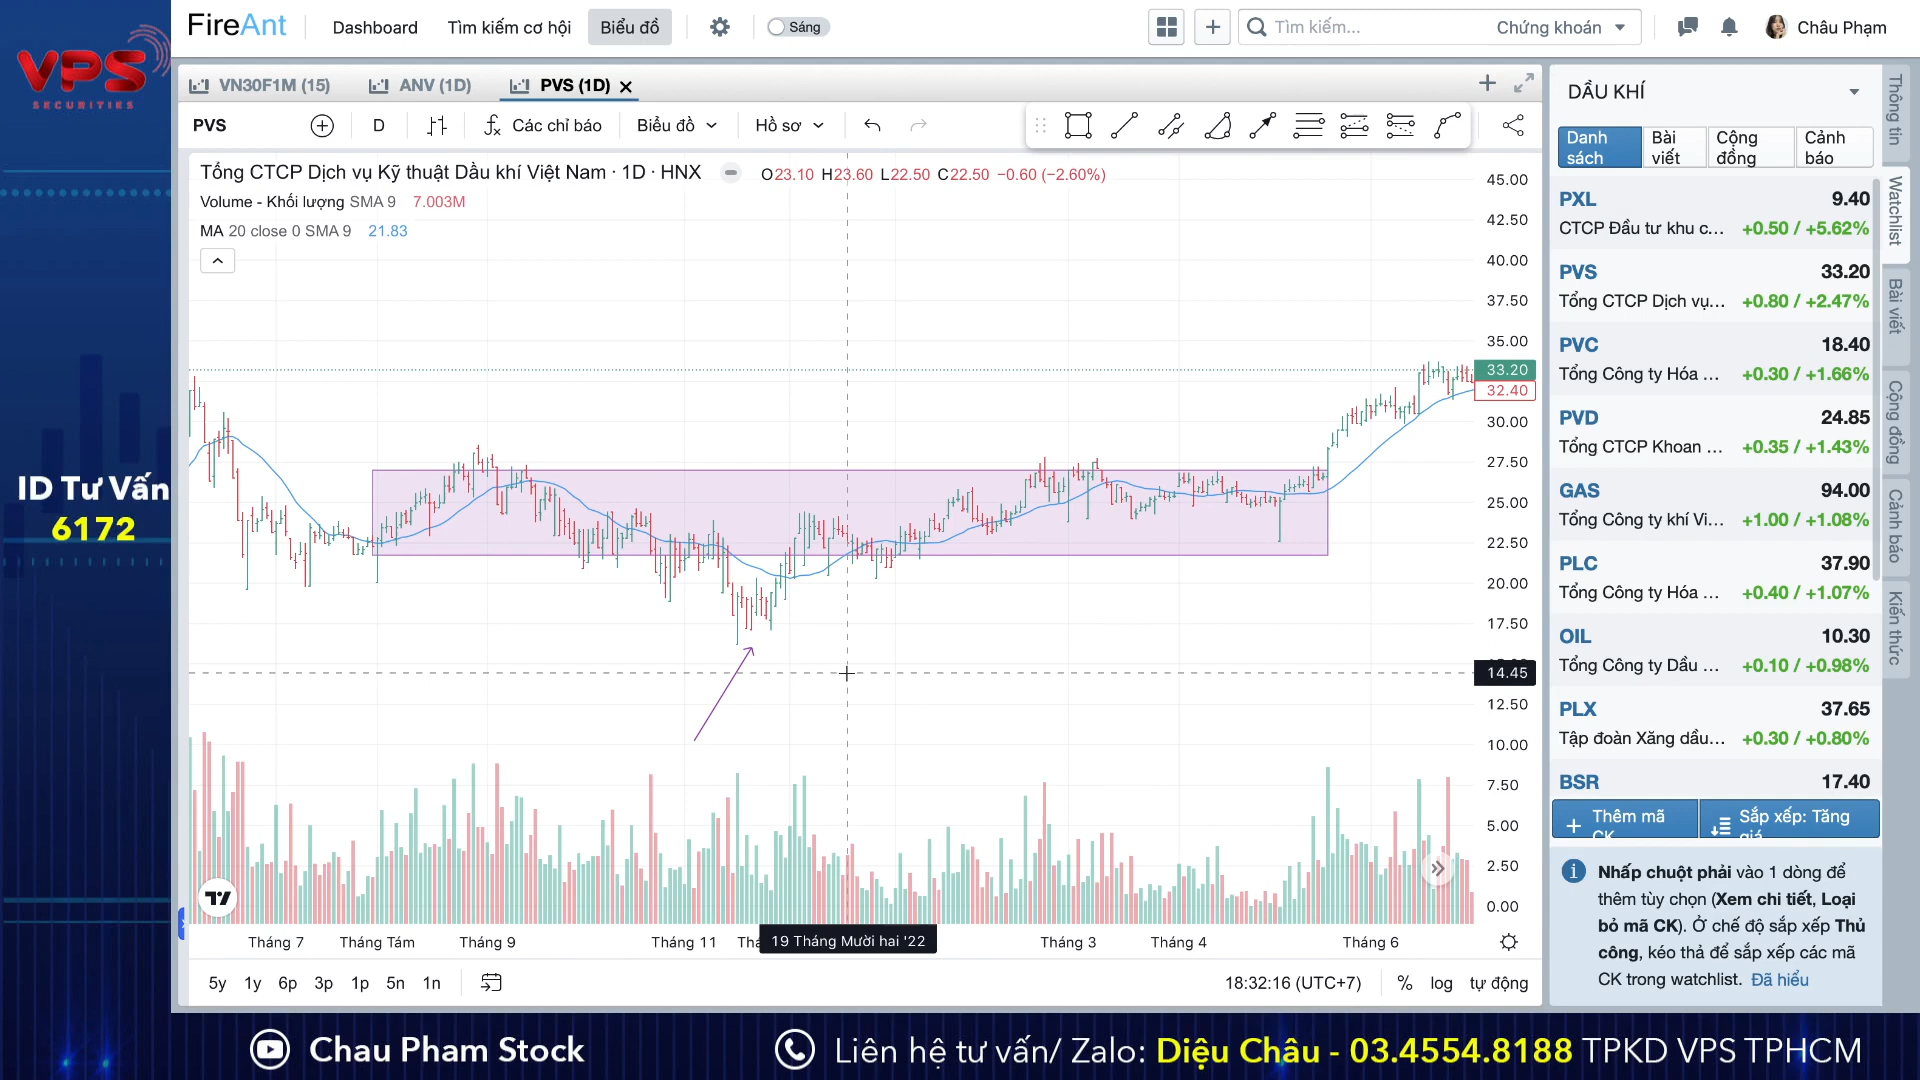 VPS
SECURITIES
ID Tư Vấn
6172
FireAnt
Dashboard
Tìm kiếm cơ hội
Biểu đồ
Sáng
Tìm kiếm...
Chứng khoán
Châu Phạm
VN30F1M (15)
ANV (1D)
PVS (1D)
PVS
D
Các chỉ báo
Biểu đồ
Hồ sơ
Tổng CTCP Dịch vụ Kỹ thuật Dầu khí Việt Nam · 1D · HNX
O23.10 H23.60 L22.50 C22.50 −0.60 (−2.60%)
Volume - Khối lượng SMA 9 7.003M
MA 20 close 0 SMA 9 21.83
45.00
42.50
40.00
37.50
35.00
33.20
32.40
30.00
27.50
25.00
22.50
20.00
17.50
14.45
12.50
10.00
7.50
5.00
2.50
0.00
Tháng 7
Tháng Tám
Tháng 9
Tháng 11
19 Tháng Mười hai '22
Tháng 3
Tháng 4
Tháng 6
5y
1y
6p
3p
1p
5n
1n
18:32:16 (UTC+7)
%
log
tự động
DẦU KHÍ
Danh sách
Bài viết
Cộng đồng
Cảnh báo
PXL 9.40
CTCP Đầu tư khu c... +0.50 / +5.62%
PVS 33.20
Tổng CTCP Dịch vụ... +0.80 / +2.47%
PVC 18.40
Tổng Công ty Hóa ... +0.30 / +1.66%
PVD 24.85
Tổng CTCP Khoan ... +0.35 / +1.43%
GAS 94.00
Tổng Công ty khí Vi... +1.00 / +1.08%
PLC 37.90
Tổng Công ty Hóa ... +0.40 / +1.07%
OIL 10.30
Tổng Công ty Dầu ... +0.10 / +0.98%
PLX 37.65
Tập đoàn Xăng dầu... +0.30 / +0.80%
BSR 17.40
Thêm mã CK
Sắp xếp: Tăng giá
Nhấp chuột phải vào 1 dòng để
thêm tùy chọn (Xem chi tiết, Loại
bỏ mã CK). Ở chế độ sắp xếp Thủ
công, kéo thả để sắp xếp các mã
CK trong watchlist. Đã hiểu
Thông tin
Watchlist
Bài viết
Cộng đồng
Cảnh báo
Kiến thức
Chau Pham Stock
Liên hệ tư vấn/ Zalo: Diệu Châu - 03.4554.8188 TPKD VPS TPHCM